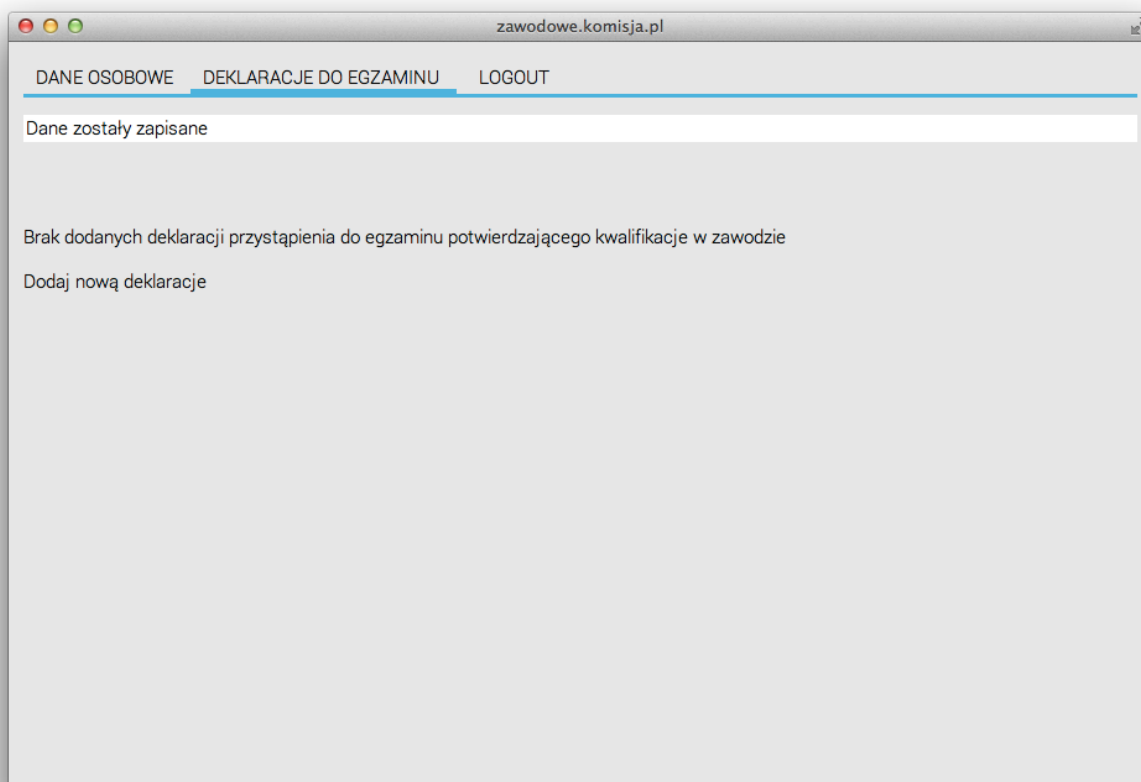 zawodowe.komisja.pl
DANE OSOBOWE DEKLARACJE DO EGZAMINU LOGOUT
Dane zostały zapisane
Brak dodanych deklaracji przystąpienia do egzaminu potwierdzającego kwalifikacje w zawodzie
Dodaj nową deklaracje